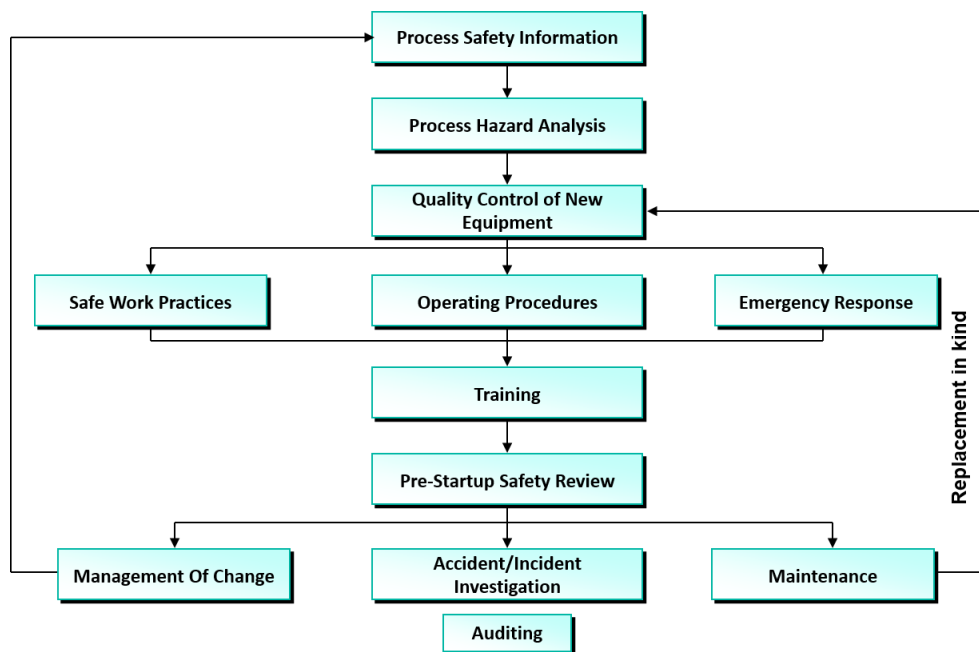 Process Safety Information
Process Hazard Analysis
Quality Control of New
Equipment
Safe Work Practices
Operating Procedures
Emergency Response
Replacement in kind
Training
Pre-Startup Safety Review
Management Of Change
Accident/Incident
Investigation
Maintenance
Auditing